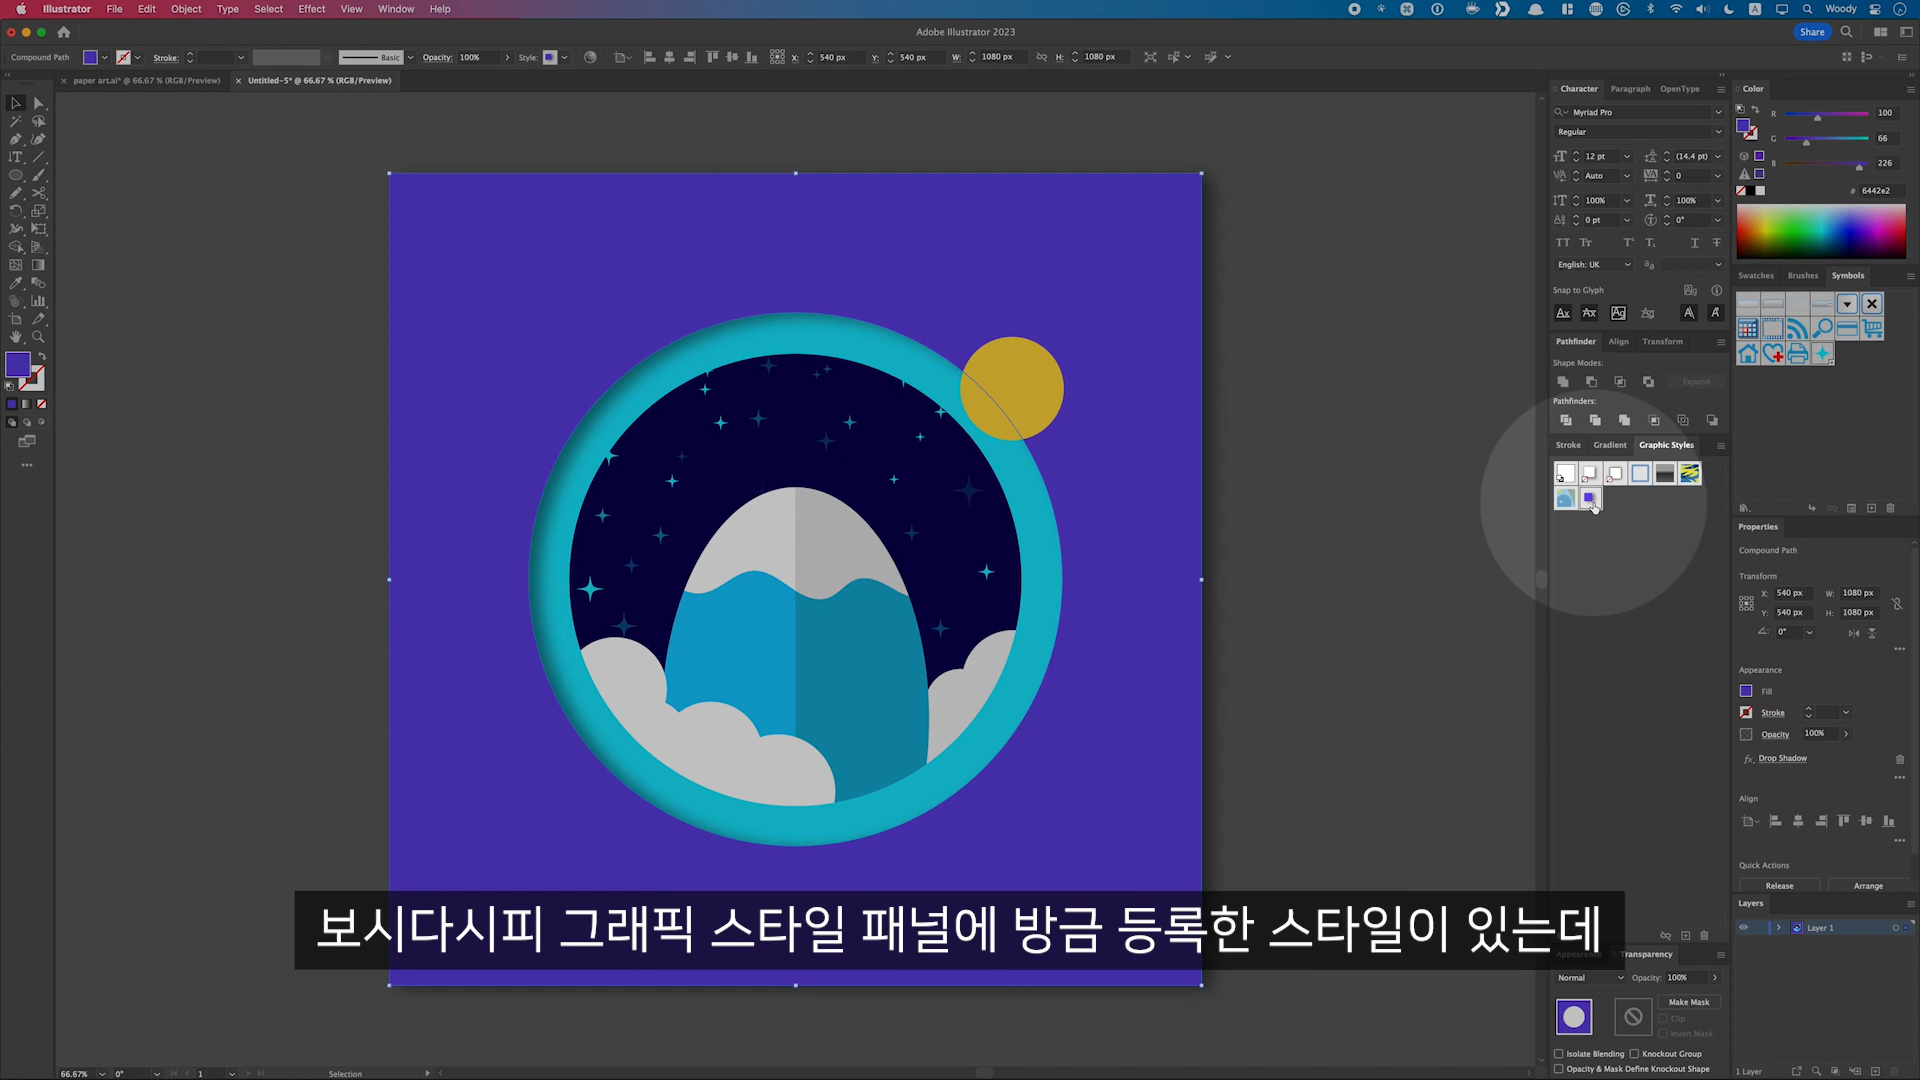 Illustrator File Edit Object Type Select Effect View Window Help
Woody
Adobe Illustrator 2023
Share
Compound Path
Stroke:
Basic
Opacity: 100%
Style:
X: 540 px
Y: 540 px
W: 1080 px
H: 1080 px
paper art.ai* @ 66.67 % (RGB/Preview)
Untitled-5* @ 66.67 % (RGB/Preview)
Character Paragraph OpenType
Myriad Pro
Regular
12 pt
(14.4 pt)
Auto
0
100%
100%
0 pt
0°
English: UK
Snap to Glyph
Pathfinder Align Transform
Shape Modes:
Expand
Pathfinders:
Stroke Gradient Graphic Styles
Color
R 100
G 66
B 226
# 6442e2
Swatches Brushes Symbols
Properties
Compound Path
Transform
X: 540 px W: 1080 px
Y: 540 px H: 1080 px
0°
Appearance
Fill
Stroke
Opacity 100%
fx Drop Shadow
Align
Quick Actions
Release Arrange
Layers
Layer 1
보시다시피 그래픽 스타일 패널에 방금 등록한 스타일이 있는데
Appearance Transparency
Normal Opacity: 100%
Make Mask
Clip
Invert Mask
Isolate Blending Knockout Group
Opacity & Mask Define Knockout Shape
1 Layer
66.67% 0° 1 Selection